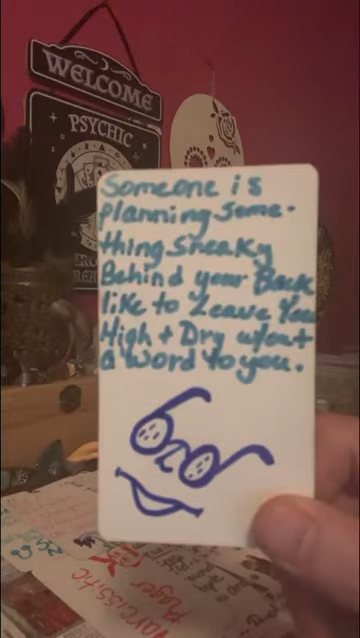 WELCOME
PSYCHIC
Someone is
planning some-
thing sneaky
Behind your Back
like to Leave You
High + Dry w/out
a word to you.
Narcissistic